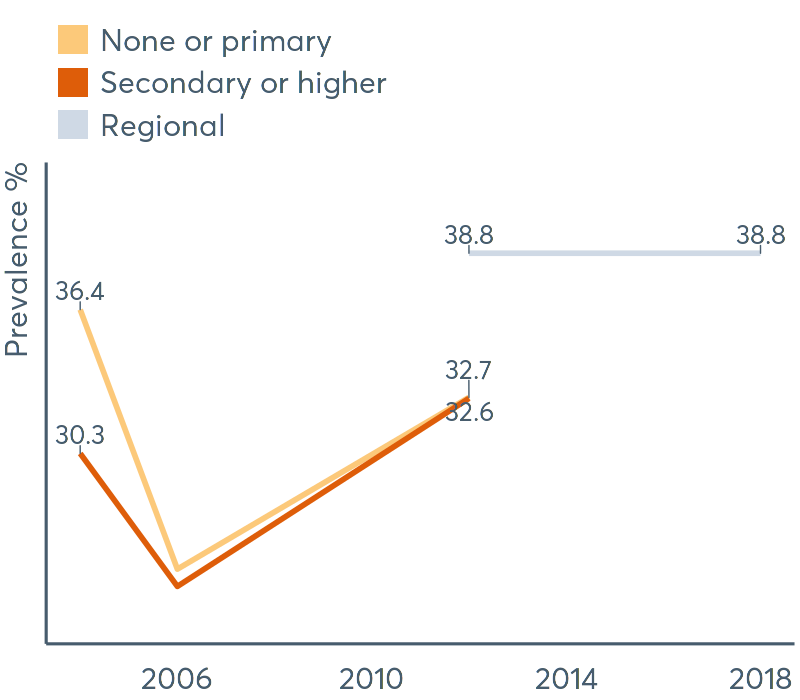 None or primary
Secondary or higher
Regional
Prevalence %
38.8
38.8
36.4
32.7
32.6
30.3
2006
2010
2014
2018